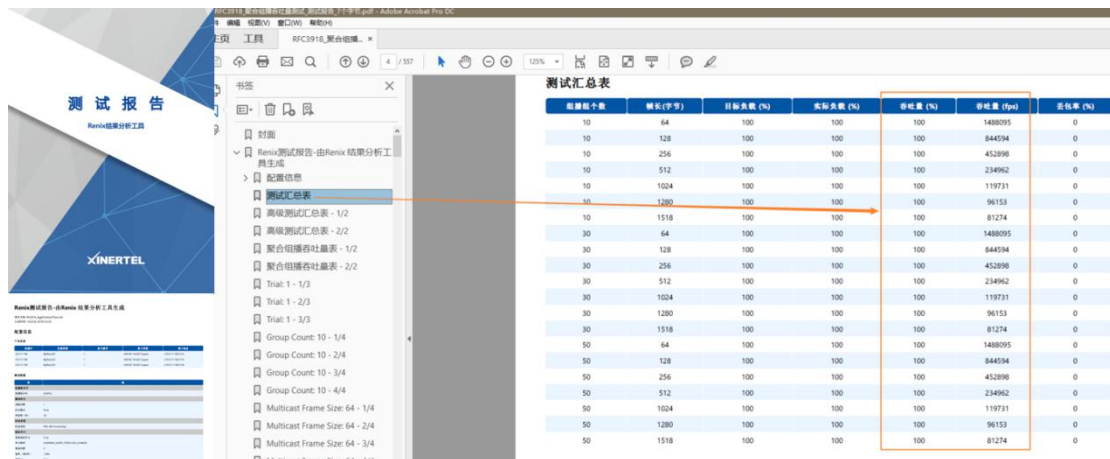 RFC3918_聚合组播吞吐量测试_测试报告_7个字节.pdf - Adobe Acrobat Pro DC
编辑 视图(V) 窗口(W) 帮助(H)
工具 RFC3918_聚合组播... ×
4 / 557 125%
测 试 报 告
Renix结果分析工具
XINERTEL
Renix测试报告-由Renix 结果分析工具生成
配置信息
书签
封面
Renix测试报告-由Renix 结果分析工具生成
配置信息
测试汇总表
高级测试汇总表 - 1/2
高级测试汇总表 - 2/2
聚合组播吞吐量表 - 1/2
聚合组播吞吐量表 - 2/2
Trial: 1 - 1/3
Trial: 1 - 2/3
Trial: 1 - 3/3
Group Count: 10 - 1/4
Group Count: 10 - 2/4
Group Count: 10 - 3/4
Group Count: 10 - 4/4
Multicast Frame Size: 64 - 1/4
Multicast Frame Size: 64 - 2/4
Multicast Frame Size: 64 - 3/4
测试汇总表
组播组个数 帧长(字节) 目标负载 (%) 实际负载 (%) 吞吐量 (%) 吞吐量 (fps) 丢包率 (%)
10 64 100 100 100 1488095 0
10 128 100 100 100 844594 0
10 256 100 100 100 452898 0
10 512 100 100 100 234962 0
10 1024 100 100 100 119731 0
10 1280 100 100 100 96153 0
10 1518 100 100 100 81274 0
30 64 100 100 100 1488095 0
30 128 100 100 100 844594 0
30 256 100 100 100 452898 0
30 512 100 100 100 234962 0
30 1024 100 100 100 119731 0
30 1280 100 100 100 96153 0
30 1518 100 100 100 81274 0
50 64 100 100 100 1488095 0
50 128 100 100 100 844594 0
50 256 100 100 100 452898 0
50 512 100 100 100 234962 0
50 1024 100 100 100 119731 0
50 1280 100 100 100 96153 0
50 1518 100 100 100 81274 0